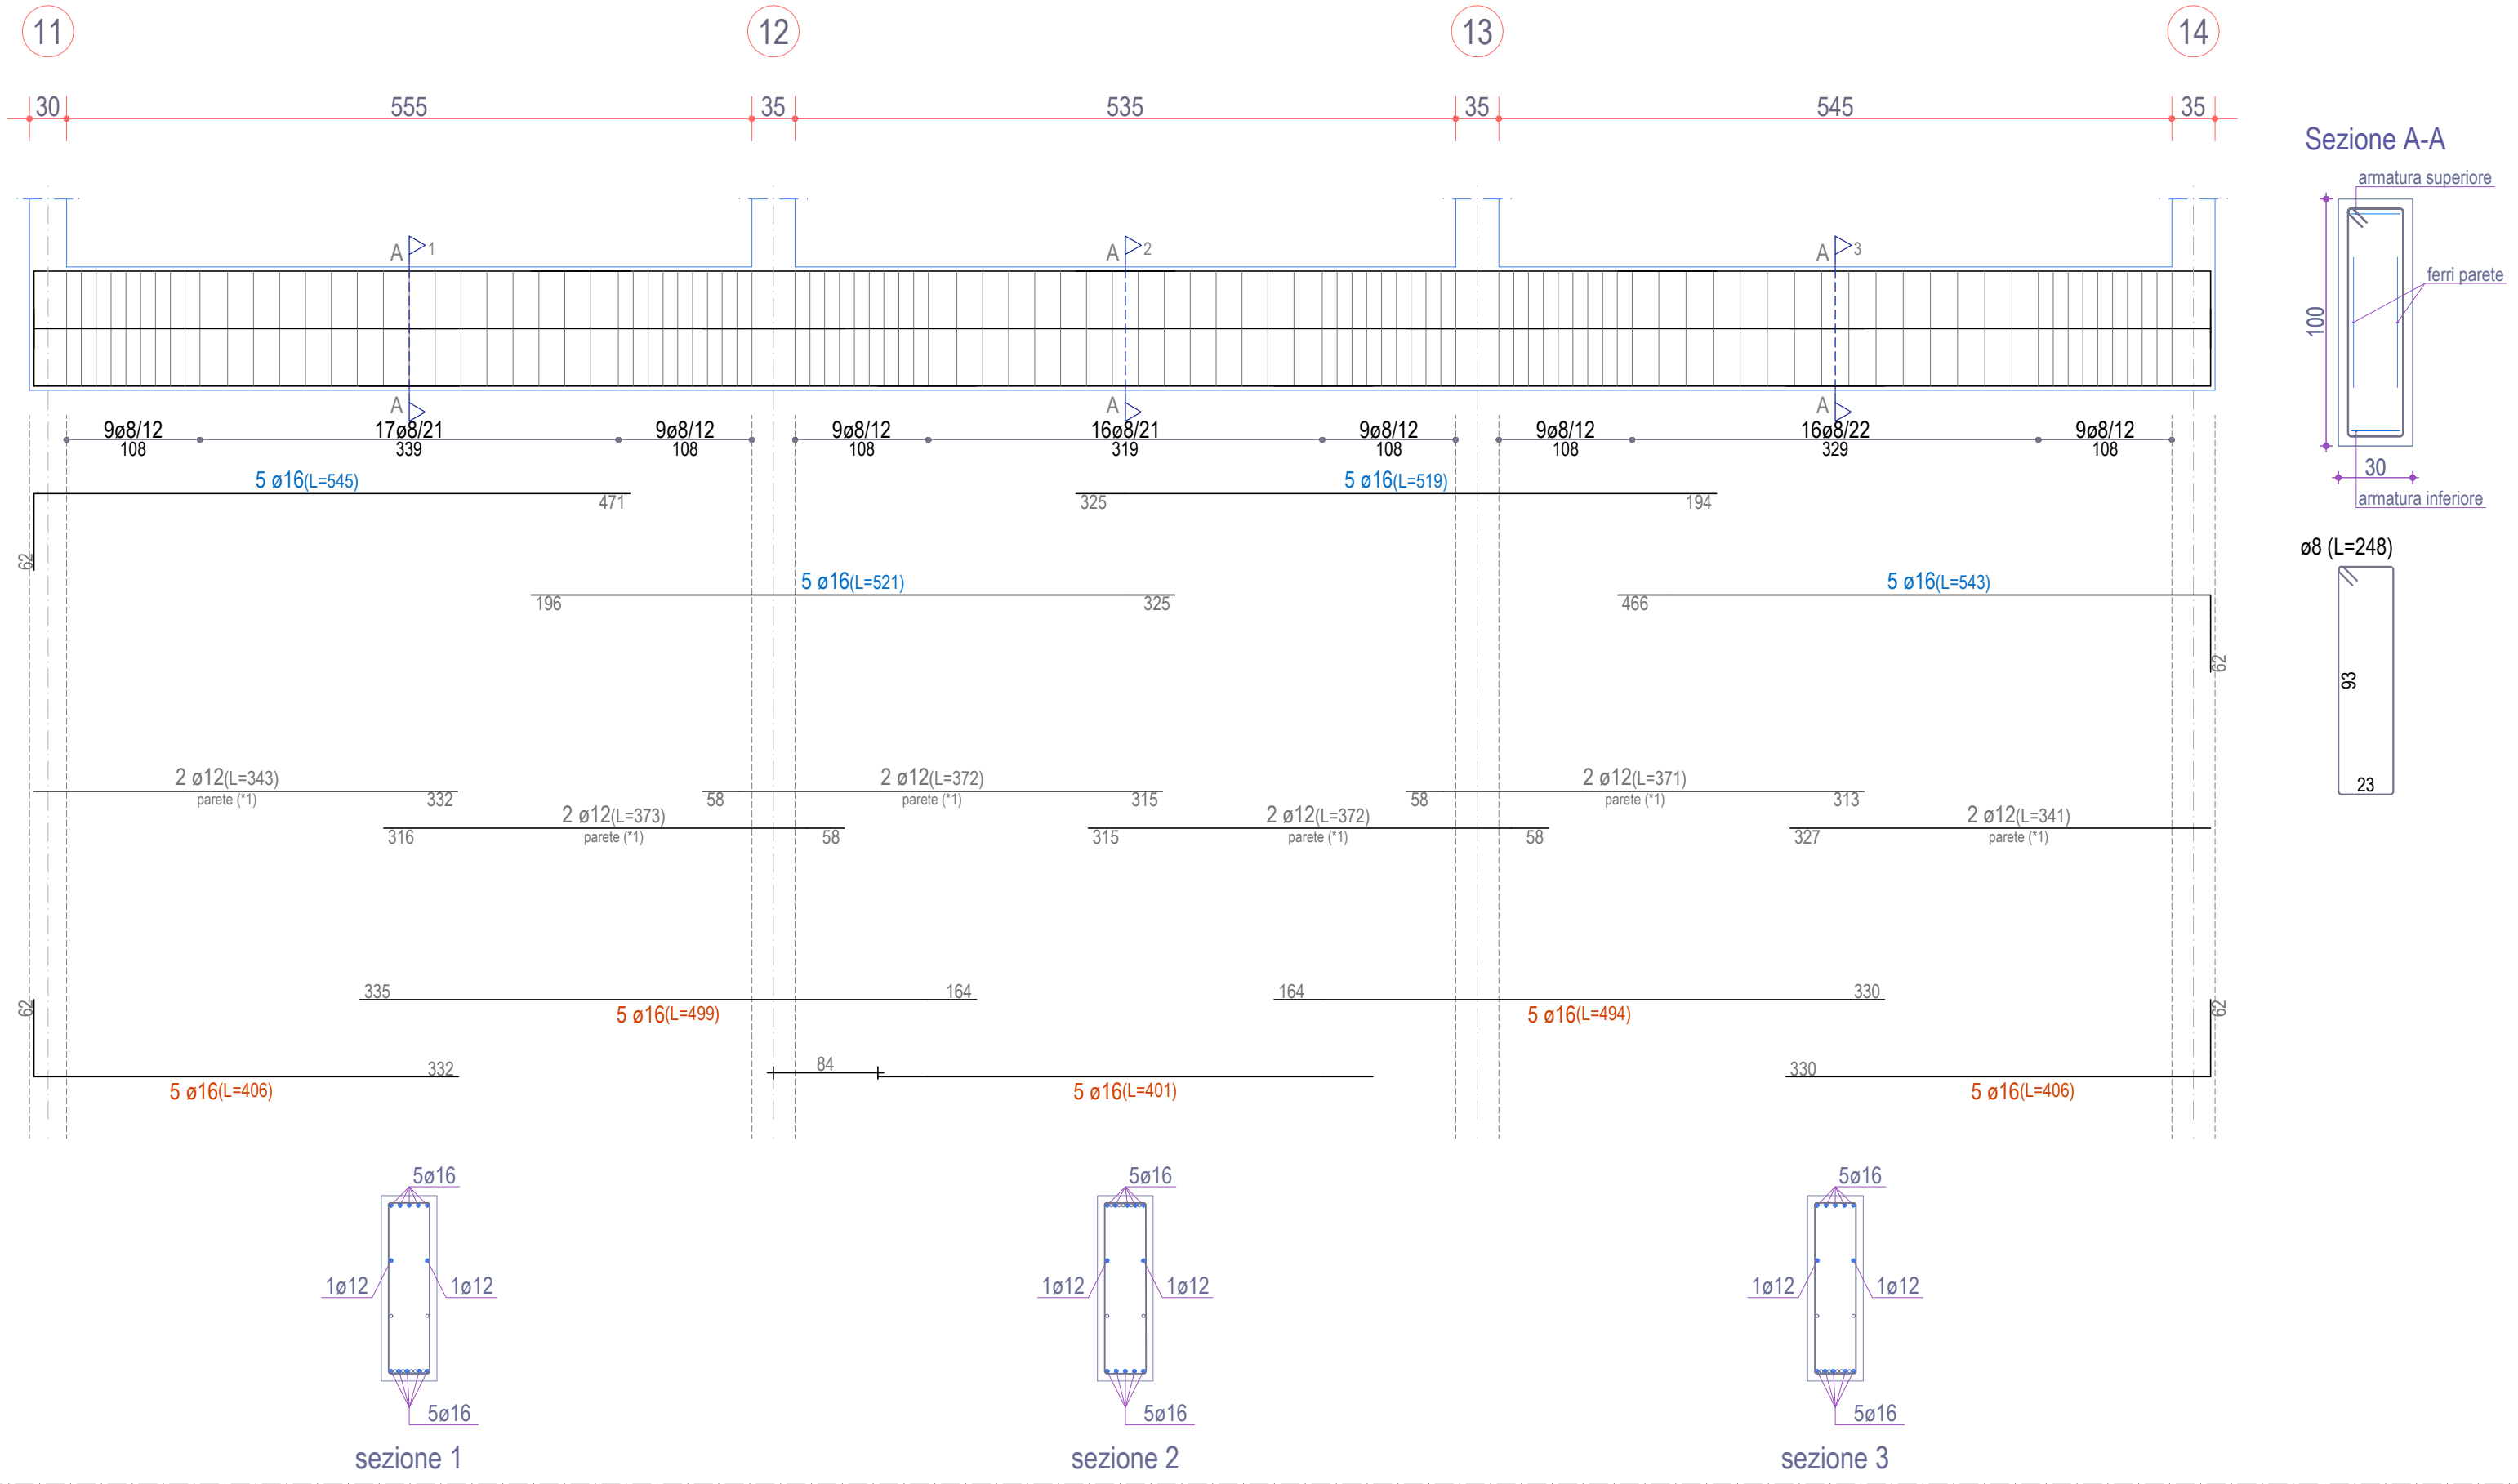 11 12 13 14
30 555 35 535 35 545 35
Sezione A-A
armatura superiore
ferri parete
100
30
armatura inferiore
A 1 A 2 A 3
A A A
9ø8/12 17ø8/21 9ø8/12 9ø8/12 16ø8/21 9ø8/12 9ø8/12 16ø8/22 9ø8/12
108 339 108 108 319 108 108 329 108
5 ø16(L=545) 5 ø16(L=519)
471 325 194
62
ø8 (L=248)
93
23
5 ø16(L=521) 5 ø16(L=543)
196 325 466
62
2 ø12(L=343) 2 ø12(L=372) 2 ø12(L=371)
parete (*1) 332 58 parete (*1) 315 58 parete (*1) 313
2 ø12(L=373) 2 ø12(L=372) 2 ø12(L=341)
316 parete (*1) 58 315 parete (*1) 58 327 parete (*1)
335 164 164 330
62 62
5 ø16(L=499) 5 ø16(L=494)
332 84 330
5 ø16(L=406) 5 ø16(L=401) 5 ø16(L=406)
5ø16 5ø16 5ø16
1ø12 1ø12 1ø12 1ø12 1ø12 1ø12
5ø16 5ø16 5ø16
sezione 1 sezione 2 sezione 3